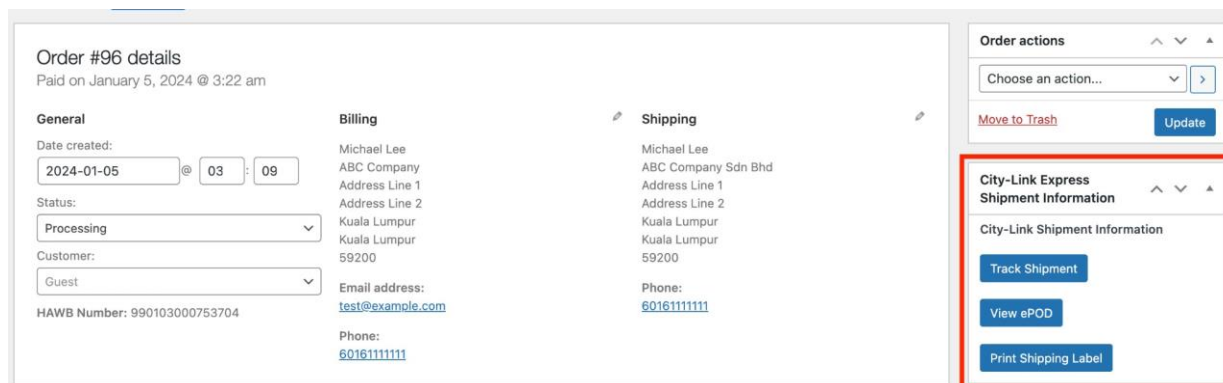 Order #96 details
Paid on January 5, 2024 @ 3:22 am
General
Date created:
2024-01-05 @ 03 : 09
Status:
Processing
Customer:
Guest
HAWB Number: 990103000753704
Billing
Michael Lee
ABC Company
Address Line 1
Address Line 2
Kuala Lumpur
Kuala Lumpur
59200
Email address:
test@example.com
Phone:
60161111111
Shipping
Michael Lee
ABC Company Sdn Bhd
Address Line 1
Address Line 2
Kuala Lumpur
Kuala Lumpur
59200
Phone:
60161111111
Order actions
Choose an action...
Move to Trash
Update
City-Link Express
Shipment Information
City-Link Shipment Information
Track Shipment
View ePOD
Print Shipping Label